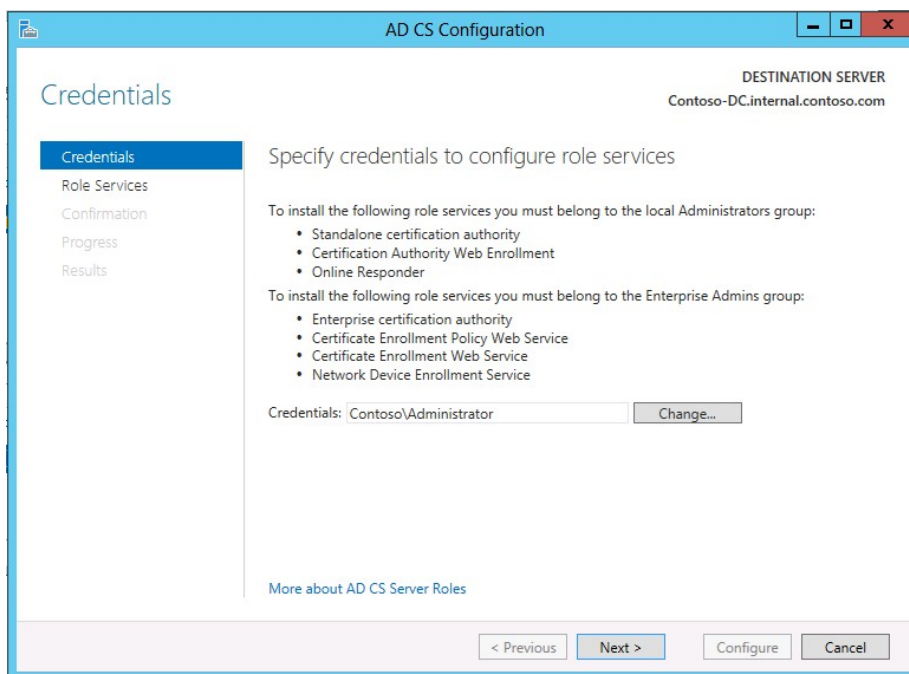 AD CS Configuration
Credentials
DESTINATION SERVER
Contoso-DC.internal.contoso.com
Credentials
Role Services
Confirmation
Progress
Results
Specify credentials to configure role services
To install the following role services you must belong to the local Administrators group:
• Standalone certification authority
• Certification Authority Web Enrollment
• Online Responder
To install the following role services you must belong to the Enterprise Admins group:
• Enterprise certification authority
• Certificate Enrollment Policy Web Service
• Certificate Enrollment Web Service
• Network Device Enrollment Service
Credentials: Contoso\Administrator Change...
More about AD CS Server Roles
< Previous Next > Configure Cancel